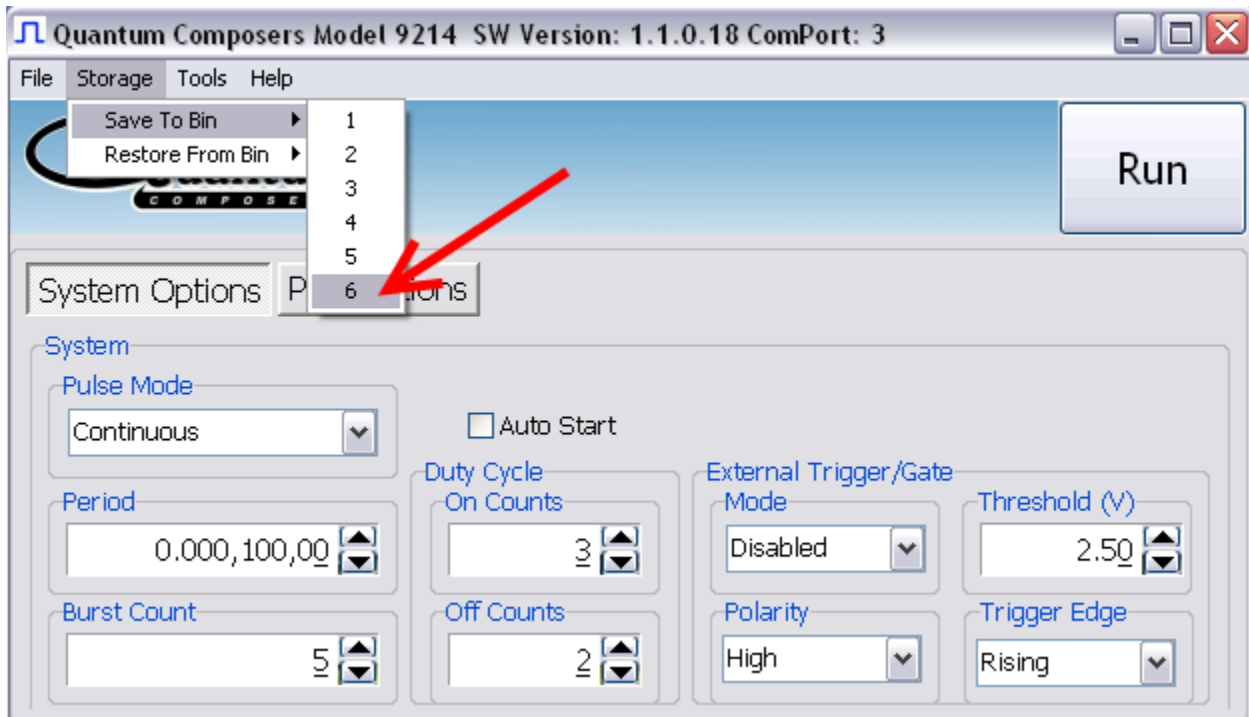 Quantum Composers Model 9214 SW Version: 1.1.0.18 ComPort: 3
File Storage Tools Help
Save To Bin
Restore From Bin
1
2
3
4
5
6
COMPOSE
Run
System Options
System
Pulse Mode
Continuous
Auto Start
Period
0.000,100,00
Burst Count
5
Duty Cycle
On Counts
3
Off Counts
2
External Trigger/Gate
Mode
Disabled
Threshold (V)
2.50
Polarity
High
Trigger Edge
Rising